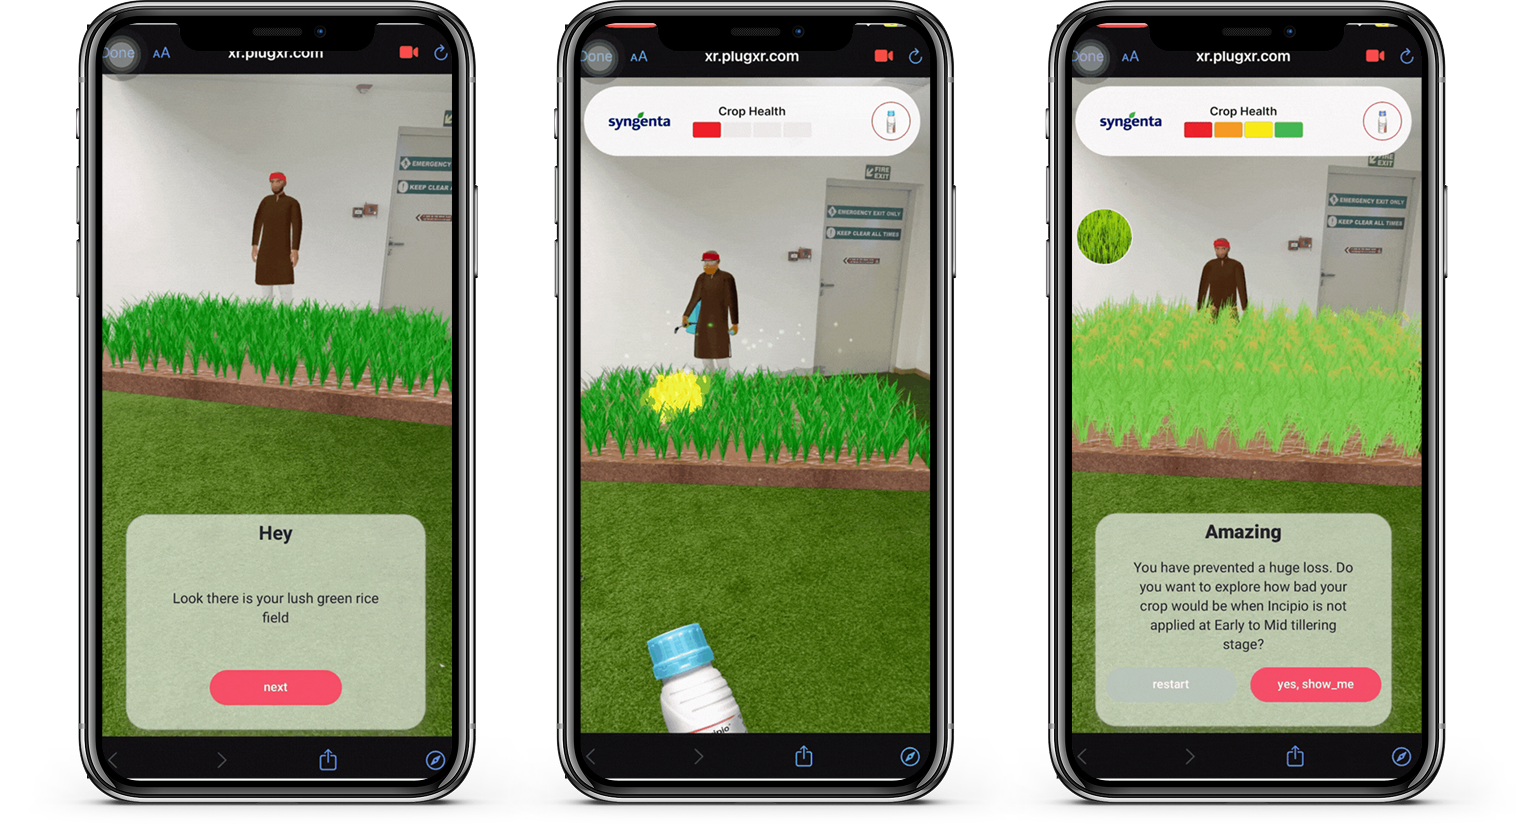 Done
AA
xr.plugxr.com
EMERGENCY
KEEP CLEAR A
Hey
Look there is your lush green rice
field
next
Done
AA
xr.plugxr.com
syngenta
Crop Health
FIRE
EXIT
EMERGENCY EXIT ONLY
KEEP CLEAR ALL TIMES
Done
AA
xr.plugxr.com
syngenta
Crop Health
FIRE
EXIT
EMERGENCY EXIT ONLY
KEEP CLEAR ALL TIMES
Amazing
You have prevented a huge loss. Do
you want to explore how bad your
crop would be when Incipio is not
applied at Early to Mid tillering
stage?
restart
yes, show_me